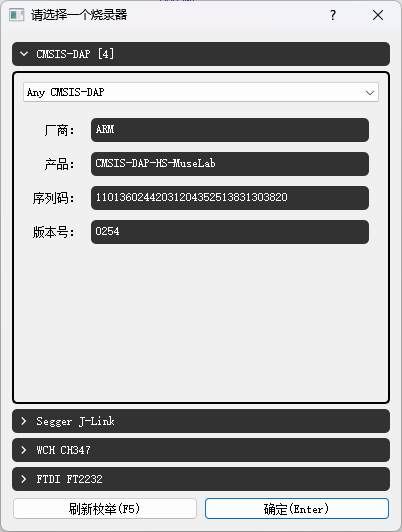 请选择一个烧录器
CMSIS-DAP [4]
Any CMSIS-DAP
厂商: ARM
产品: CMSIS-DAP-HS-MuseLab
序列码: 11013602442031204352513831303820
版本号: 0254
Segger J-Link
WCH CH347
FTDI FT2232
刷新枚举(F5) 确定(Enter)